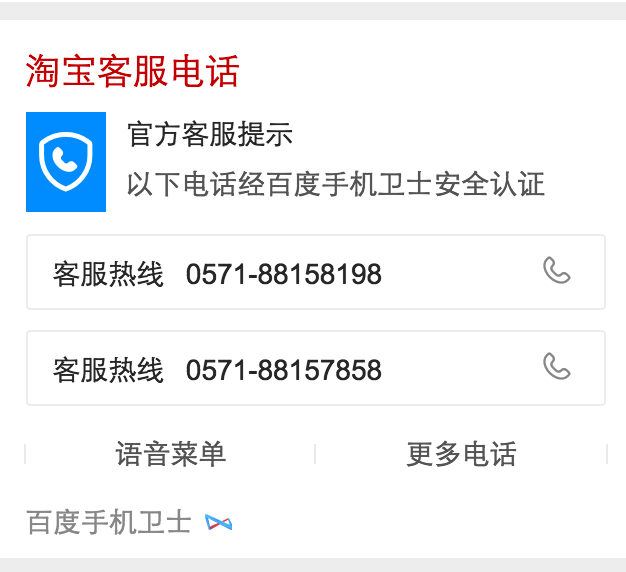 淘宝客服电话
官方客服提示
以下电话经百度手机卫士安全认证
客服热线 0571-88158198
客服热线 0571-88157858
语音菜单 更多电话
百度手机卫士